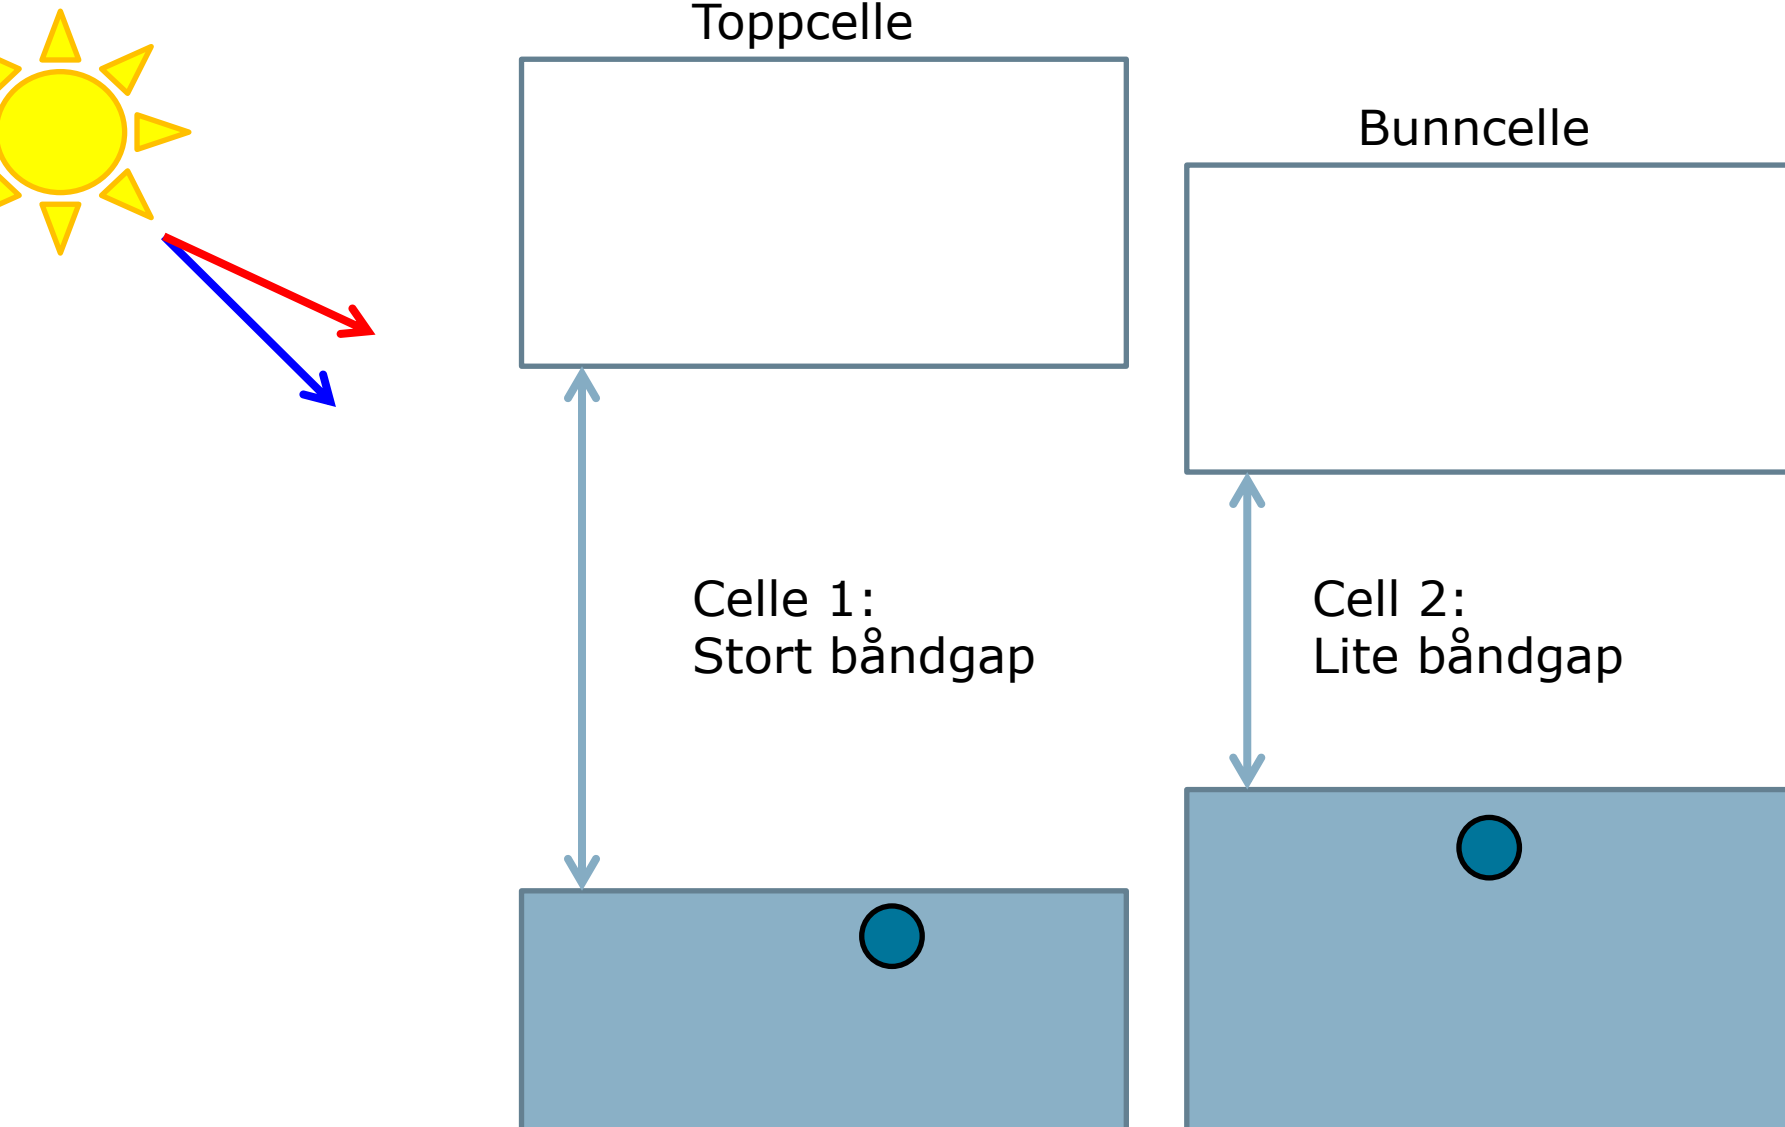 Toppcelle
Bunncelle
Celle 1:
Stort båndgap
Cell 2:
Lite båndgap